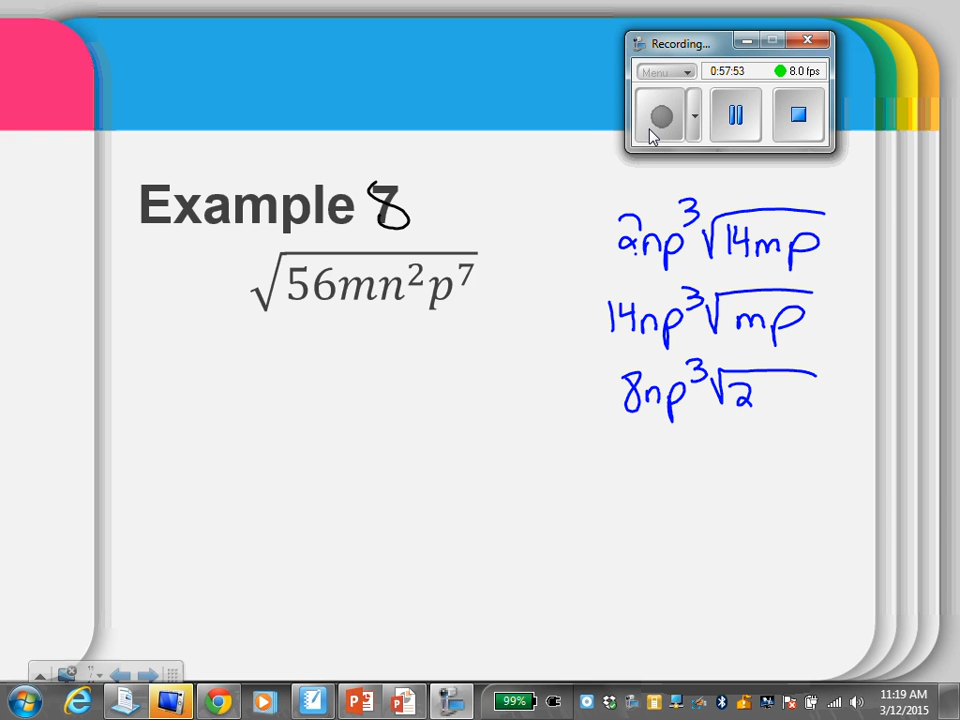 Recording...
Menu 0:57:53 8.0 fps
Example 8
√56mn²p⁷
2np³√14mp
14np³√mp
8np³√2
99%
11:19 AM
3/12/2015